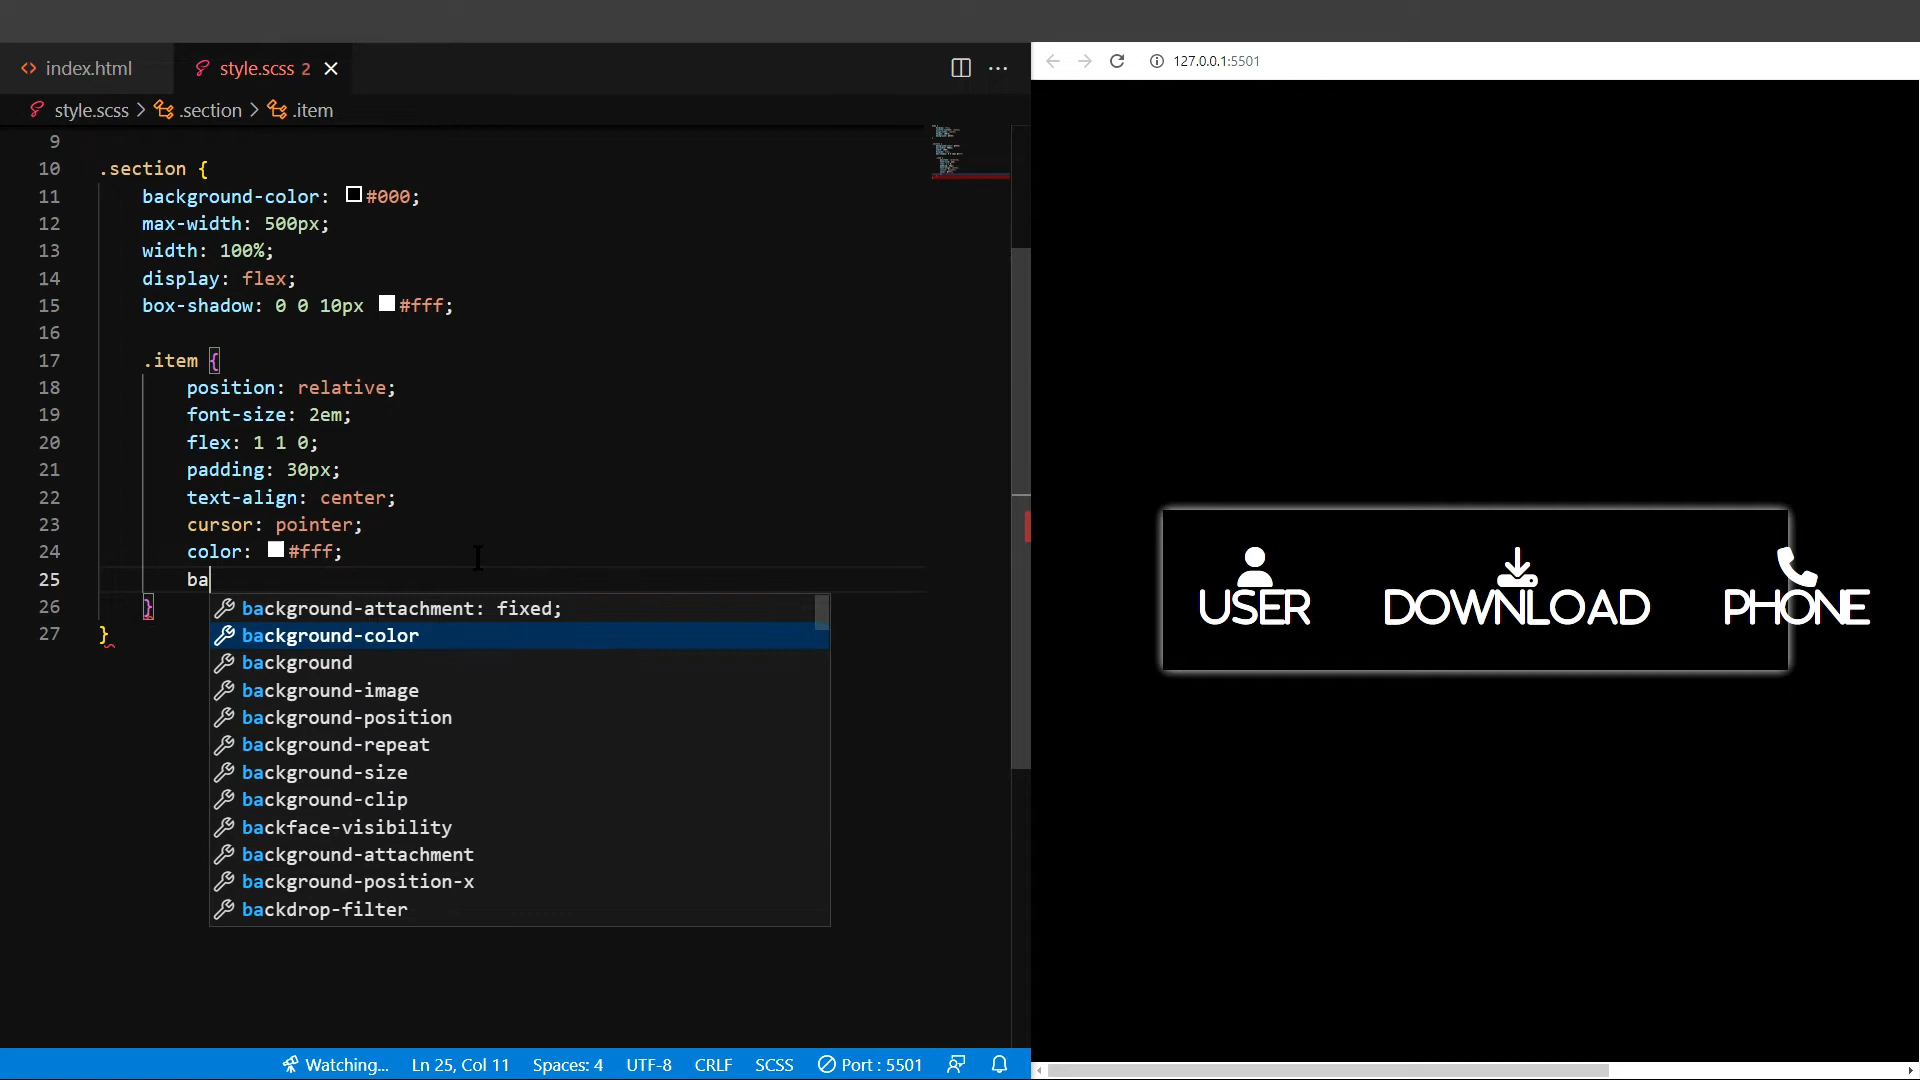 index.html
style.scss 2
127.0.0.1:5501
style.scss > .section > .item
9
10 .section {
11 background-color: #000;
12 max-width: 500px;
13 width: 100%;
14 display: flex;
15 box-shadow: 0 0 10px #fff;
16
17 .item {
18 position: relative;
19 font-size: 2em;
20 flex: 1 1 0;
21 padding: 30px;
22 text-align: center;
23 cursor: pointer;
24 color: #fff;
25 ba
26 }
27 }
background-attachment: fixed;
background-color
background
background-image
background-position
background-repeat
background-size
background-clip
backface-visibility
background-attachment
background-position-x
backdrop-filter
USER DOWNLOAD PHONE
Watching... Ln 25, Col 11 Spaces: 4 UTF-8 CRLF SCSS Port : 5501